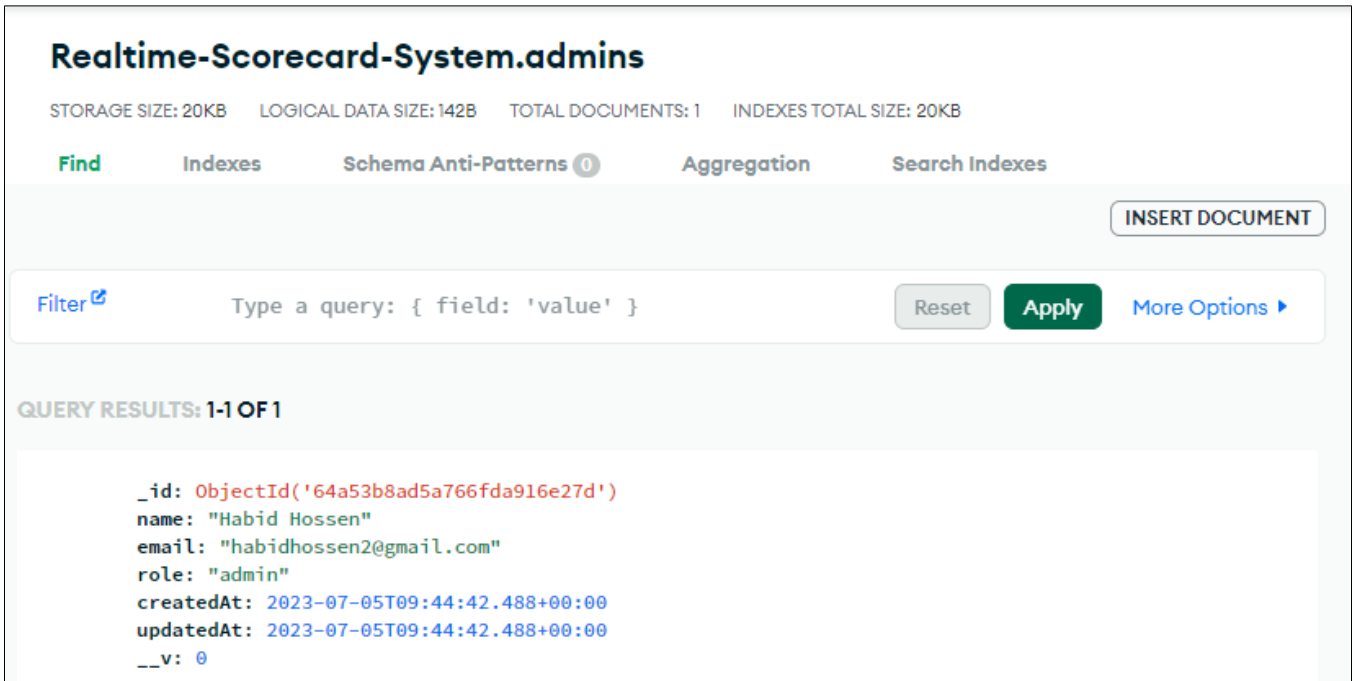 Realtime-Scorecard-System.admins
STORAGE SIZE: 20KB LOGICAL DATA SIZE: 142B TOTAL DOCUMENTS: 1 INDEXES TOTAL SIZE: 20KB
Find Indexes Schema Anti-Patterns 0 Aggregation Search Indexes
INSERT DOCUMENT
Filter Type a query: { field: 'value' } Reset Apply More Options
QUERY RESULTS: 1-1 OF 1
_id: ObjectId('64a53b8ad5a766fda916e27d')
name: "Habid Hossen"
email: "habidhossen2@gmail.com"
role: "admin"
createdAt: 2023-07-05T09:44:42.488+00:00
updatedAt: 2023-07-05T09:44:42.488+00:00
__v: 0